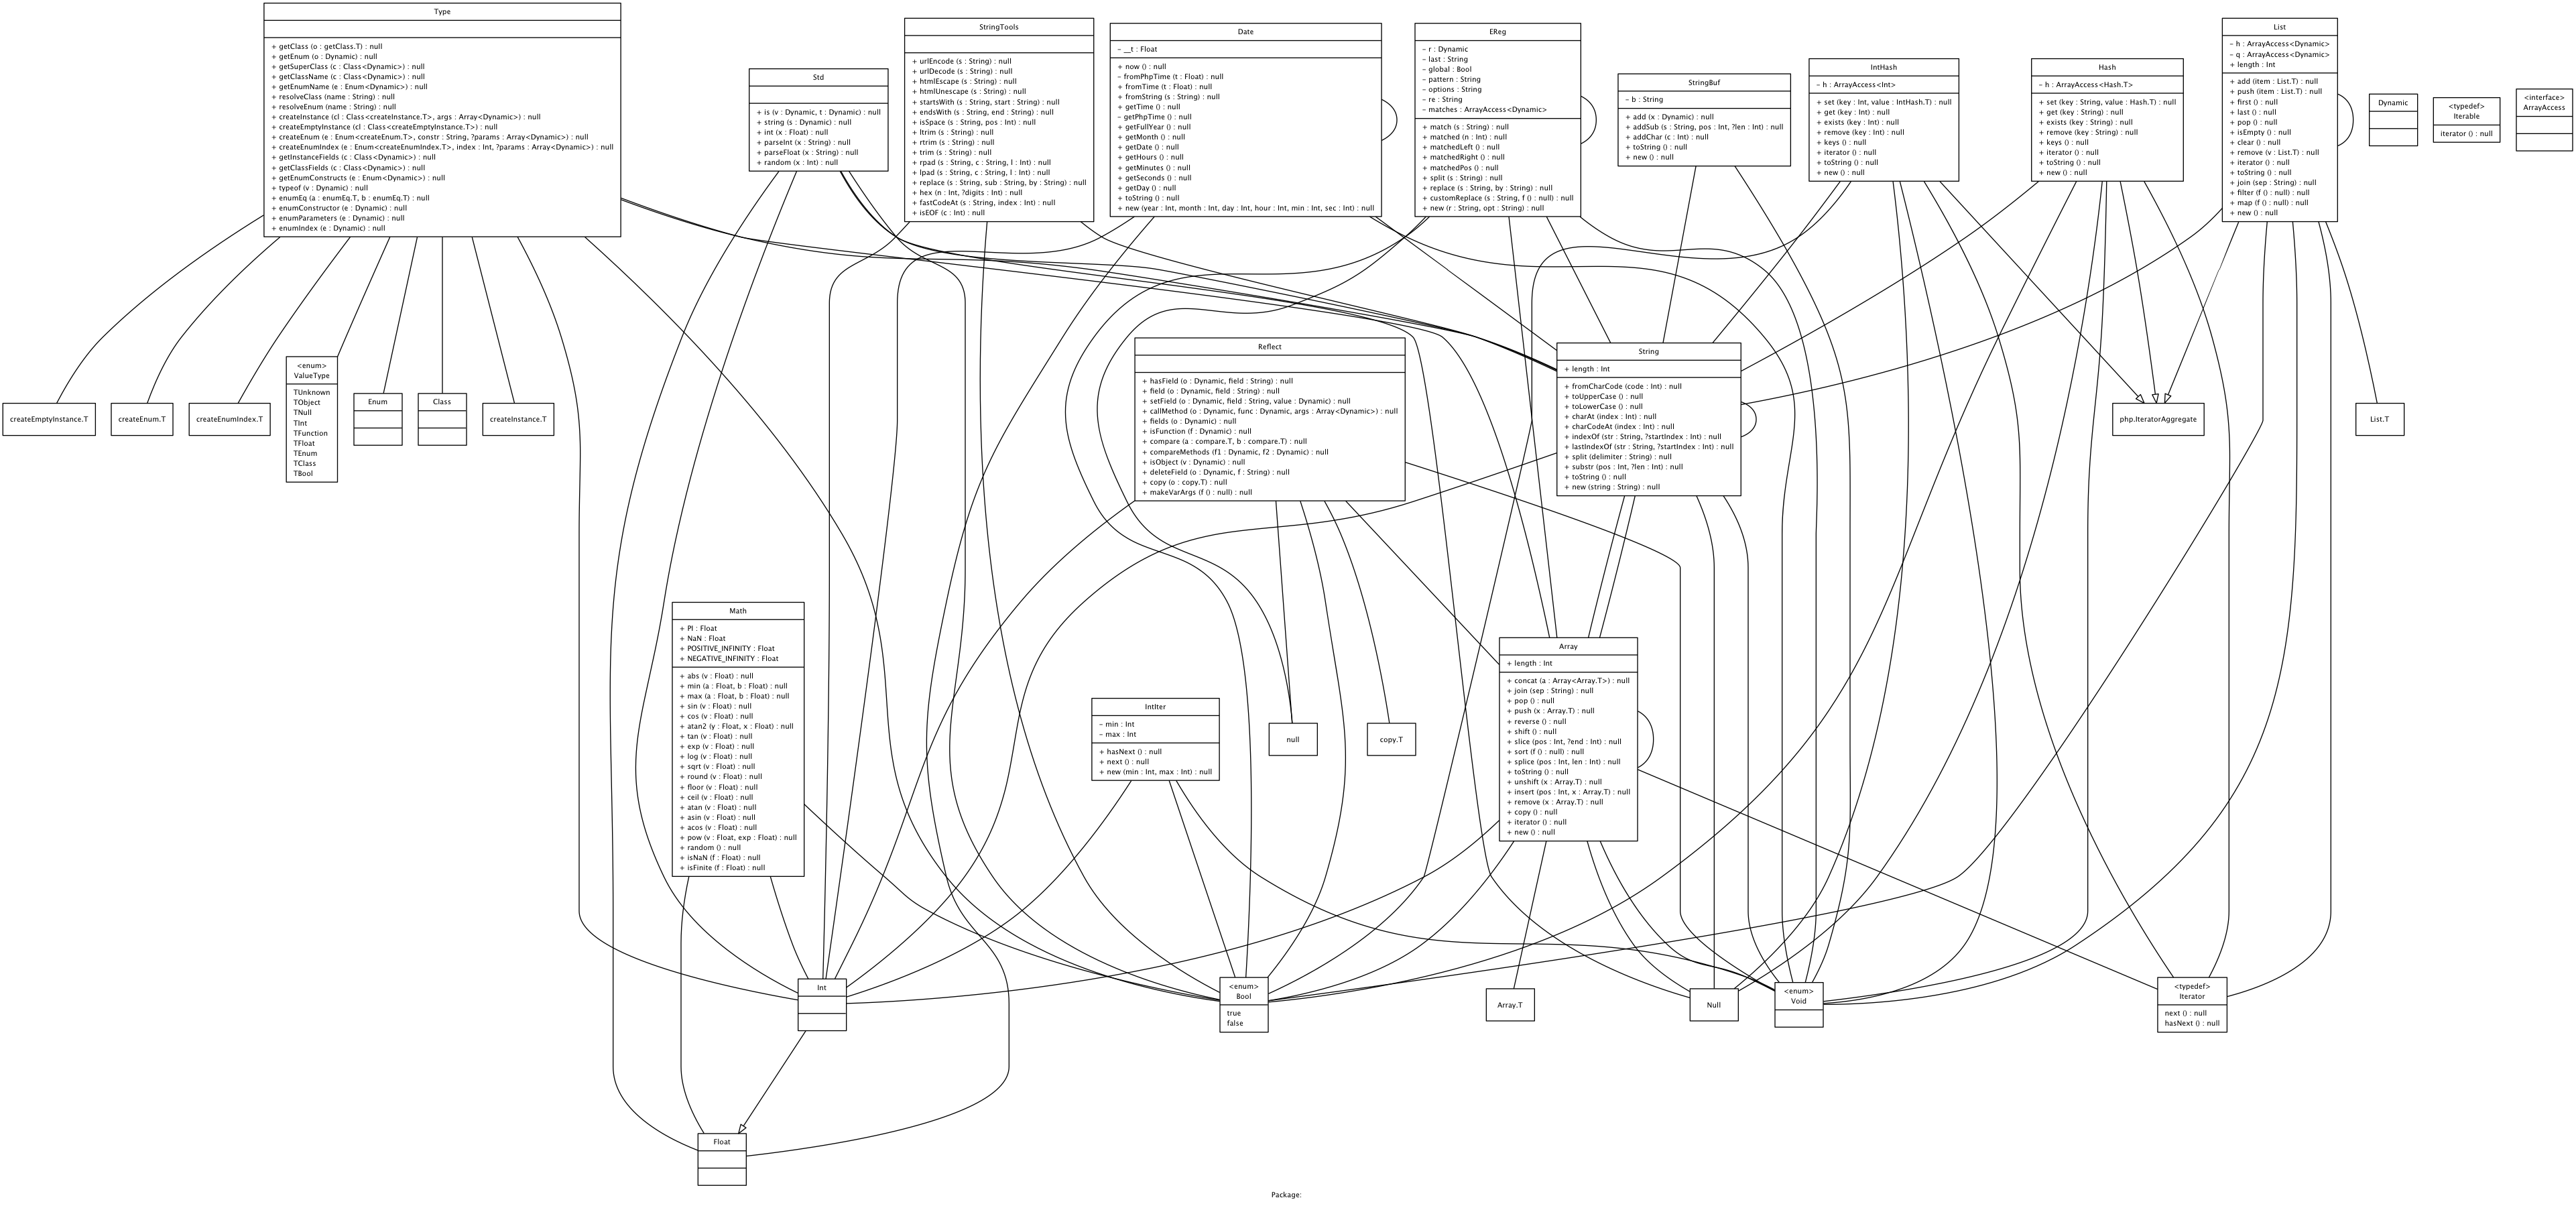 Type
+ getClass (o : getClass.T) : null
+ getEnum (o : Dynamic) : null
+ getSuperClass (c : Class<Dynamic>) : null
+ getClassName (c : Class<Dynamic>) : null
+ getEnumName (e : Enum<Dynamic>) : null
+ resolveClass (name : String) : null
+ resolveEnum (name : String) : null
+ createInstance (cl : Class<createInstance.T>, args : Array<Dynamic>) : null
+ createEmptyInstance (cl : Class<createEmptyInstance.T>) : null
+ createEnum (e : Enum<createEnum.T>, constr : String, ?params : Array<Dynamic>) : null
+ createEnumIndex (e : Enum<createEnumIndex.T>, index : Int, ?params : Array<Dynamic>) : null
+ getInstanceFields (c : Class<Dynamic>) : null
+ getClassFields (c : Class<Dynamic>) : null
+ getEnumConstructs (e : Enum<Dynamic>) : null
+ typeof (v : Dynamic) : null
+ enumEq (a : enumEq.T, b : enumEq.T) : null
+ enumConstructor (e : Dynamic) : null
+ enumParameters (e : Dynamic) : null
+ enumIndex (e : Dynamic) : null
Std
+ is (v : Dynamic, t : Dynamic) : null
+ string (s : Dynamic) : null
+ int (x : Float) : null
+ parseInt (x : String) : null
+ parseFloat (x : String) : null
+ random (x : Int) : null
StringTools
+ urlEncode (s : String) : null
+ urlDecode (s : String) : null
+ htmlEscape (s : String) : null
+ htmlUnescape (s : String) : null
+ startsWith (s : String, start : String) : null
+ endsWith (s : String, end : String) : null
+ isSpace (s : String, pos : Int) : null
+ ltrim (s : String) : null
+ rtrim (s : String) : null
+ trim (s : String) : null
+ rpad (s : String, c : String, l : Int) : null
+ lpad (s : String, c : String, l : Int) : null
+ replace (s : String, sub : String, by : String) : null
+ hex (n : Int, ?digits : Int) : null
+ fastCodeAt (s : String, index : Int) : null
+ isEOF (c : Int) : null
Date
- __t : Float
+ now () : null
- fromPhpTime (t : Float) : null
+ fromTime (t : Float) : null
+ fromString (s : String) : null
+ getTime () : null
- getPhpTime () : null
+ getFullYear () : null
+ getMonth () : null
+ getDate () : null
+ getHours () : null
+ getMinutes () : null
+ getSeconds () : null
+ getDay () : null
+ toString () : null
+ new (year : Int, month : Int, day : Int, hour : Int, min : Int, sec : Int) : null
EReg
- r : Dynamic
- last : String
- global : Bool
- pattern : String
- options : String
- re : String
- matches : ArrayAccess<Dynamic>
+ match (s : String) : null
+ matched (n : Int) : null
+ matchedLeft () : null
+ matchedRight () : null
+ matchedPos () : null
+ split (s : String) : null
+ replace (s : String, by : String) : null
+ customReplace (s : String, f () : null) : null
+ new (r : String, opt : String) : null
StringBuf
- b : String
+ add (x : Dynamic) : null
+ addSub (s : String, pos : Int, ?len : Int) : null
+ addChar (c : Int) : null
+ toString () : null
+ new () : null
IntHash
- h : ArrayAccess<Int>
+ set (key : Int, value : IntHash.T) : null
+ get (key : Int) : null
+ exists (key : Int) : null
+ remove (key : Int) : null
+ keys () : null
+ iterator () : null
+ toString () : null
+ new () : null
Hash
- h : ArrayAccess<Hash.T>
+ set (key : String, value : Hash.T) : null
+ get (key : String) : null
+ exists (key : String) : null
+ remove (key : String) : null
+ keys () : null
+ iterator () : null
+ toString () : null
+ new () : null
List
- h : ArrayAccess<Dynamic>
- q : ArrayAccess<Dynamic>
+ length : Int
+ add (item : List.T) : null
+ push (item : List.T) : null
+ first () : null
+ last () : null
+ pop () : null
+ isEmpty () : null
+ clear () : null
+ remove (v : List.T) : null
+ iterator () : null
+ toString () : null
+ join (sep : String) : null
+ filter (f () : null) : null
+ map (f () : null) : null
+ new () : null
Dynamic
<typedef>
Iterable
iterator () : null
<interface>
ArrayAccess
createEmptyInstance.T
createEnum.T
createEnumIndex.T
<enum>
ValueType
TUnknown
TObject
TNull
TInt
TFunction
TFloat
TEnum
TClass
TBool
Enum
Class
createInstance.T
Reflect
+ hasField (o : Dynamic, field : String) : null
+ field (o : Dynamic, field : String) : null
+ setField (o : Dynamic, field : String, value : Dynamic) : null
+ callMethod (o : Dynamic, func : Dynamic, args : Array<Dynamic>) : null
+ fields (o : Dynamic) : null
+ isFunction (f : Dynamic) : null
+ compare (a : compare.T, b : compare.T) : null
+ compareMethods (f1 : Dynamic, f2 : Dynamic) : null
+ isObject (v : Dynamic) : null
+ deleteField (o : Dynamic, f : String) : null
+ copy (o : copy.T) : null
+ makeVarArgs (f () : null) : null
String
+ length : Int
+ fromCharCode (code : Int) : null
+ toUpperCase () : null
+ toLowerCase () : null
+ charAt (index : Int) : null
+ charCodeAt (index : Int) : null
+ indexOf (str : String, ?startIndex : Int) : null
+ lastIndexOf (str : String, ?startIndex : Int) : null
+ split (delimiter : String) : null
+ substr (pos : Int, ?len : Int) : null
+ toString () : null
+ new (string : String) : null
php.IteratorAggregate
List.T
Math
+ PI : Float
+ NaN : Float
+ POSITIVE_INFINITY : Float
+ NEGATIVE_INFINITY : Float
+ abs (v : Float) : null
+ min (a : Float, b : Float) : null
+ max (a : Float, b : Float) : null
+ sin (v : Float) : null
+ cos (v : Float) : null
+ atan2 (y : Float, x : Float) : null
+ tan (v : Float) : null
+ exp (v : Float) : null
+ log (v : Float) : null
+ sqrt (v : Float) : null
+ round (v : Float) : null
+ floor (v : Float) : null
+ ceil (v : Float) : null
+ atan (v : Float) : null
+ asin (v : Float) : null
+ acos (v : Float) : null
+ pow (v : Float, exp : Float) : null
+ random () : null
+ isNaN (f : Float) : null
+ isFinite (f : Float) : null
IntIter
- min : Int
- max : Int
+ hasNext () : null
+ next () : null
+ new (min : Int, max : Int) : null
null
copy.T
Array
+ length : Int
+ concat (a : Array<Array.T>) : null
+ join (sep : String) : null
+ pop () : null
+ push (x : Array.T) : null
+ reverse () : null
+ shift () : null
+ slice (pos : Int, ?end : Int) : null
+ sort (f () : null) : null
+ splice (pos : Int, len : Int) : null
+ toString () : null
+ unshift (x : Array.T) : null
+ insert (pos : Int, x : Array.T) : null
+ remove (x : Array.T) : null
+ copy () : null
+ iterator () : null
+ new () : null
Int
<enum>
Bool
true
false
Array.T
Null
<enum>
Void
<typedef>
Iterator
next () : null
hasNext () : null
Float
Package: